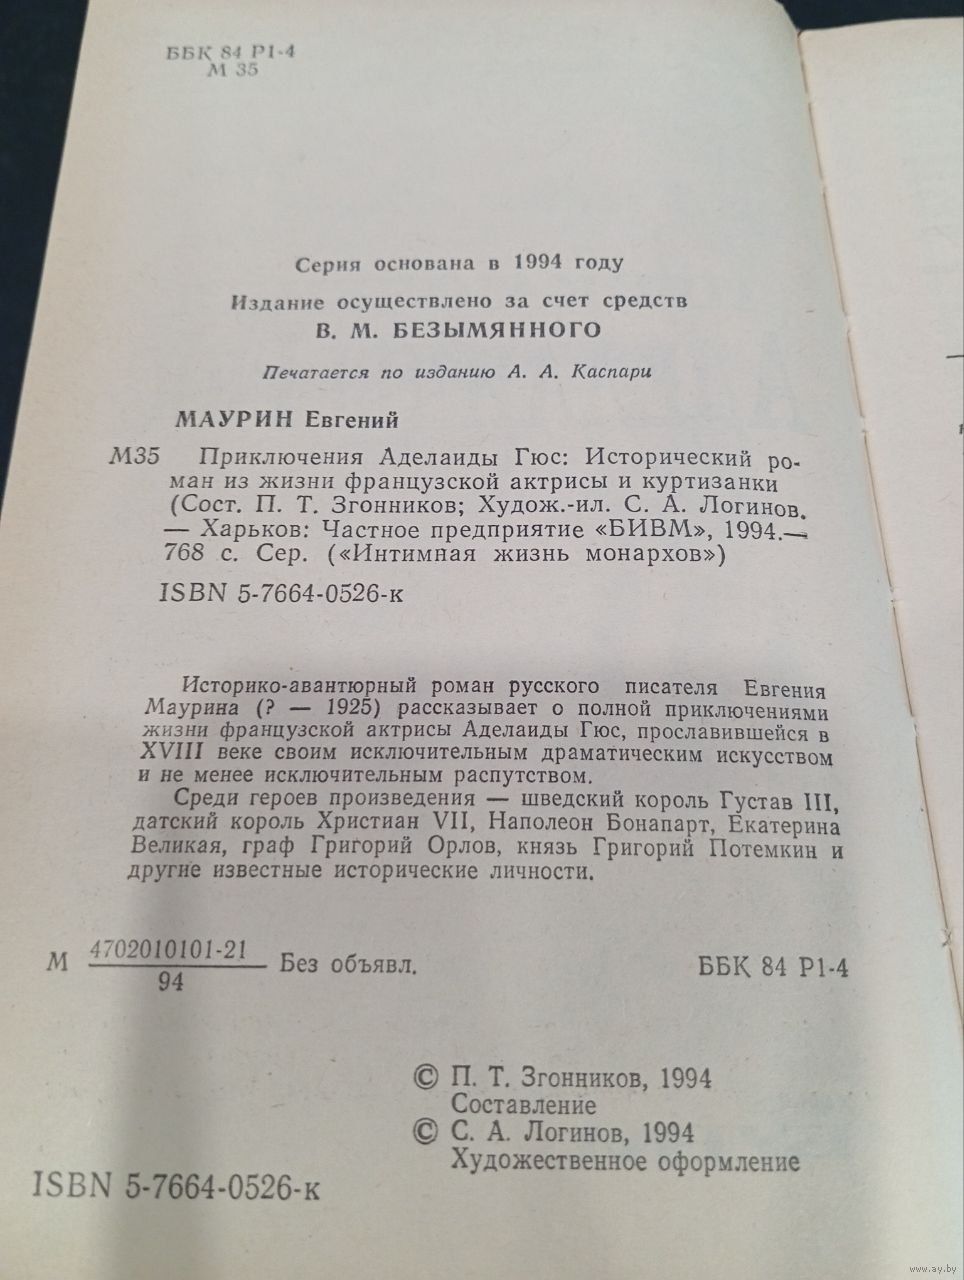 ББК 84 Р1-4
М 35
Серия основана в 1994 году
Издание осуществлено за счет средств
В. М. БЕЗЫМЯННОГО
Печатается по изданию А. А. Каспари
МАУРИН Евгений
М35 Приключения Аделаиды Гюс: Исторический ро-
ман из жизни французской актрисы и куртизанки
(Сост. П. Т. Згонников; Худож.-ил. С. А. Логинов.
— Харьков: Частное предприятие «БИВМ», 1994.—
768 с. Сер. («Интимная жизнь монархов»)
ISBN 5-7664-0526-к
Историко-авантюрный роман русского писателя Евгения
Маурина (? — 1925) рассказывает о полной приключениями
жизни французской актрисы Аделаиды Гюс, прославившейся в
XVIII веке своим исключительным драматическим искусством
и не менее исключительным распутством.
Среди героев произведения — шведский король Густав III,
датский король Христиан VII, Наполеон Бонапарт, Екатерина
Великая, граф Григорий Орлов, князь Григорий Потемкин и
другие известные исторические личности.
М 4702010101-21 Без объявл. ББК 84 Р1-4
94
© П. Т. Згонников, 1994
Составление
© С. А. Логинов, 1994
Художественное оформление
ISBN 5-7664-0526-к
www.ay.by